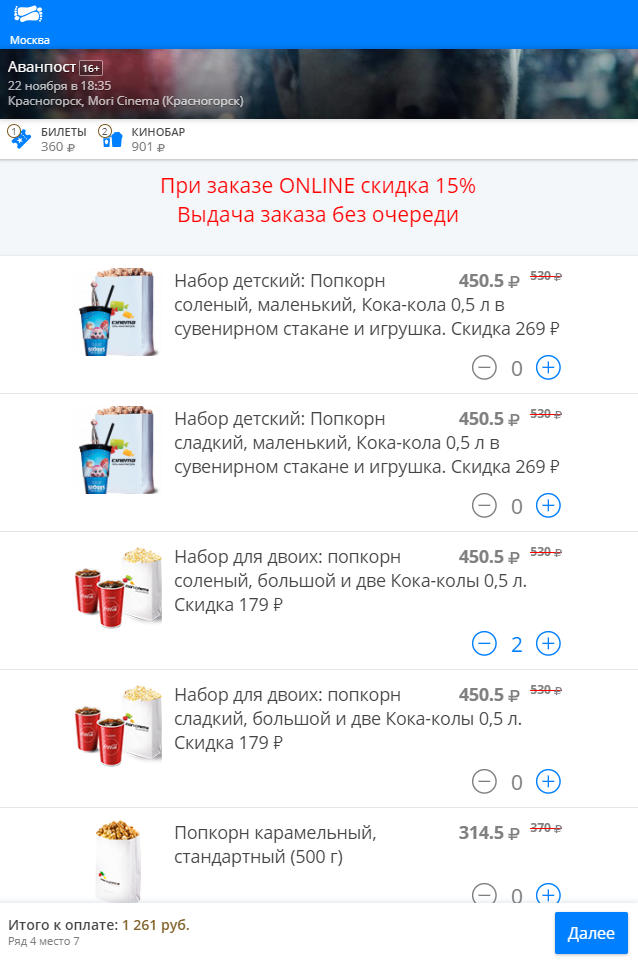 Москва
Аванпост 16+
22 ноября в 18:35
Красногорск, Mori Cinema (Красногорск)
1 БИЛЕТЫ
360 ₽
2 КИНОБАР
901 ₽
При заказе ONLINE скидка 15%
Выдача заказа без очереди
Набор детский: Попкорн 450.5 ₽ 530 ₽
соленый, маленький, Кока-кола 0,5 л в
сувенирном стакане и игрушка. Скидка 269 ₽
0
Набор детский: Попкорн 450.5 ₽ 530 ₽
сладкий, маленький, Кока-кола 0,5 л в
сувенирном стакане и игрушка. Скидка 269 ₽
0
Набор для двоих: попкорн 450.5 ₽ 530 ₽
соленый, большой и две Кока-колы 0,5 л.
Скидка 179 ₽
2
Набор для двоих: попкорн 450.5 ₽ 530 ₽
сладкий, большой и две Кока-колы 0,5 л.
Скидка 179 ₽
0
Попкорн карамельный, 314.5 ₽ 370 ₽
стандартный (500 г)
0
Итого к оплате: 1 261 руб.
Ряд 4 место 7
Далее